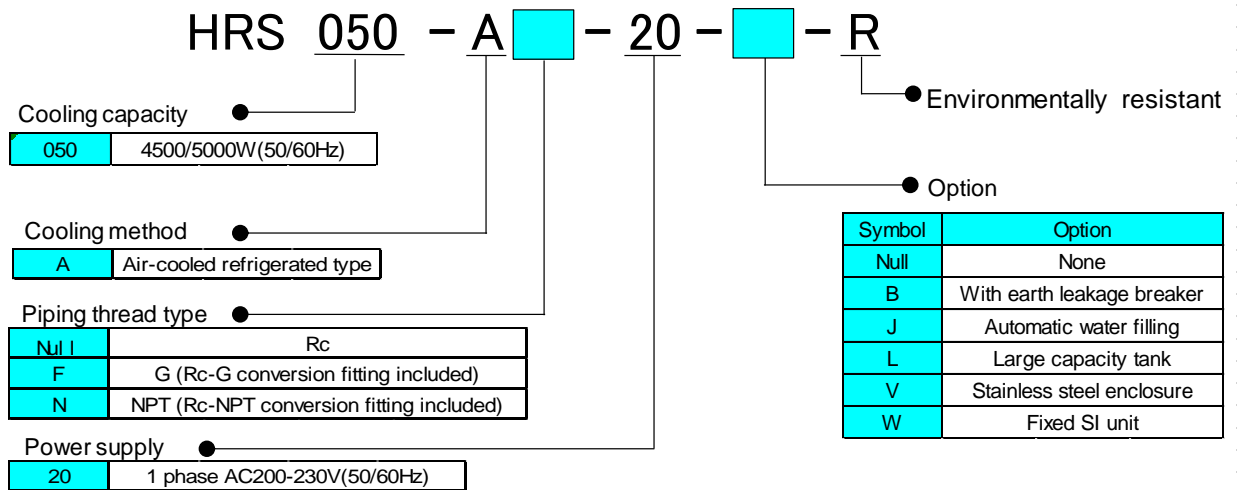 HRS 050 - A - 20 - - R
Environmentally resistant
Cooling capacity
050 4500/5000W(50/60Hz)
Option
Symbol Option
Null None
B With earth leakage breaker
J Automatic water filling
L Large capacity tank
V Stainless steel enclosure
W Fixed SI unit
Cooling method
A Air-cooled refrigerated type
Piping thread type
Null Rc
F G (Rc-G conversion fitting included)
N NPT (Rc-NPT conversion fitting included)
Power supply
20 1 phase AC200-230V(50/60Hz)